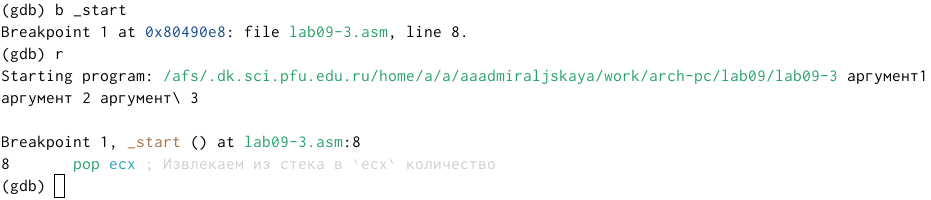 (gdb) b _start
Breakpoint 1 at 0x80490e8: file lab09-3.asm, line 8.
(gdb) r
Starting program: /afs/.dk.sci.pfu.edu.ru/home/a/a/aaadmiraljskaya/work/arch-pc/lab09/lab09-3 аргумент1
аргумент 2 аргумент\ 3
Breakpoint 1, _start () at lab09-3.asm:8
8       pop ecx ; Извлекаем из стека в `ecx` количество
(gdb)